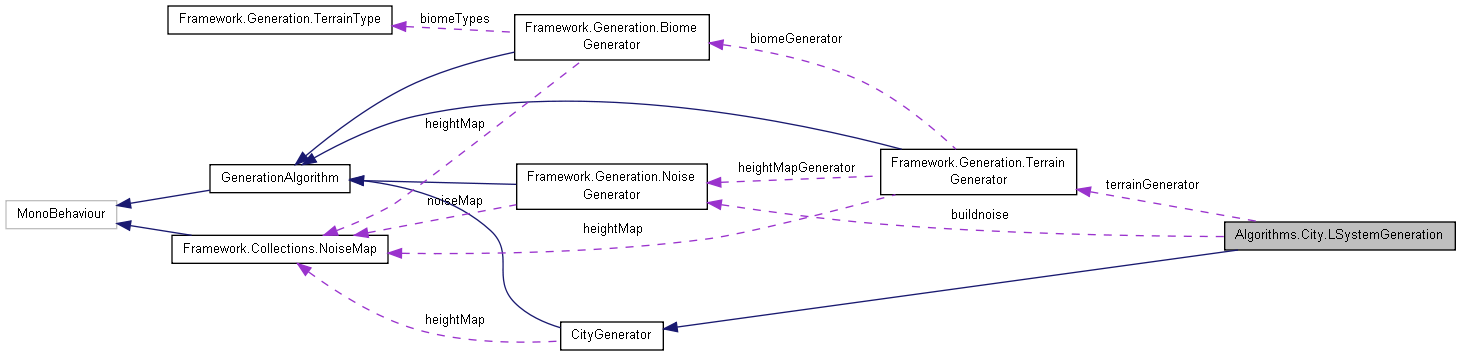 Framework.Generation.TerrainType
biomeTypes
Framework.Generation.Biome
Generator
biomeGenerator
heightMap
GenerationAlgorithm
MonoBehaviour
Framework.Collections.NoiseMap
noiseMap
Framework.Generation.Noise
Generator
heightMapGenerator
Framework.Generation.Terrain
Generator
terrainGenerator
buildnoise
heightMap
Algorithms.City.LSystemGeneration
heightMap
CityGenerator